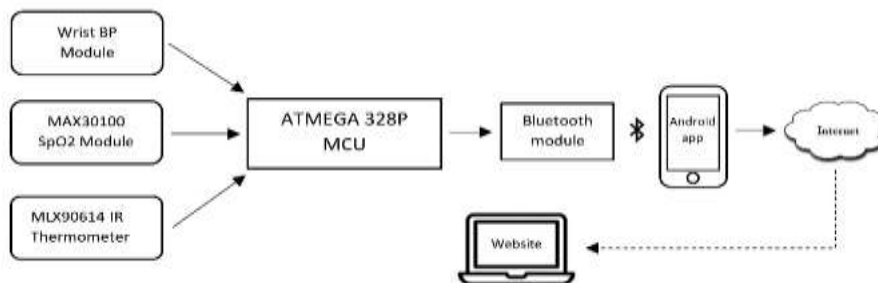 Wrist BP
Module
MAX30100
SpO2 Module
MLX90614 IR
Thermometer
ATMEGA 328P
MCU
Bluetooth
module
Android
app
Internet
Website